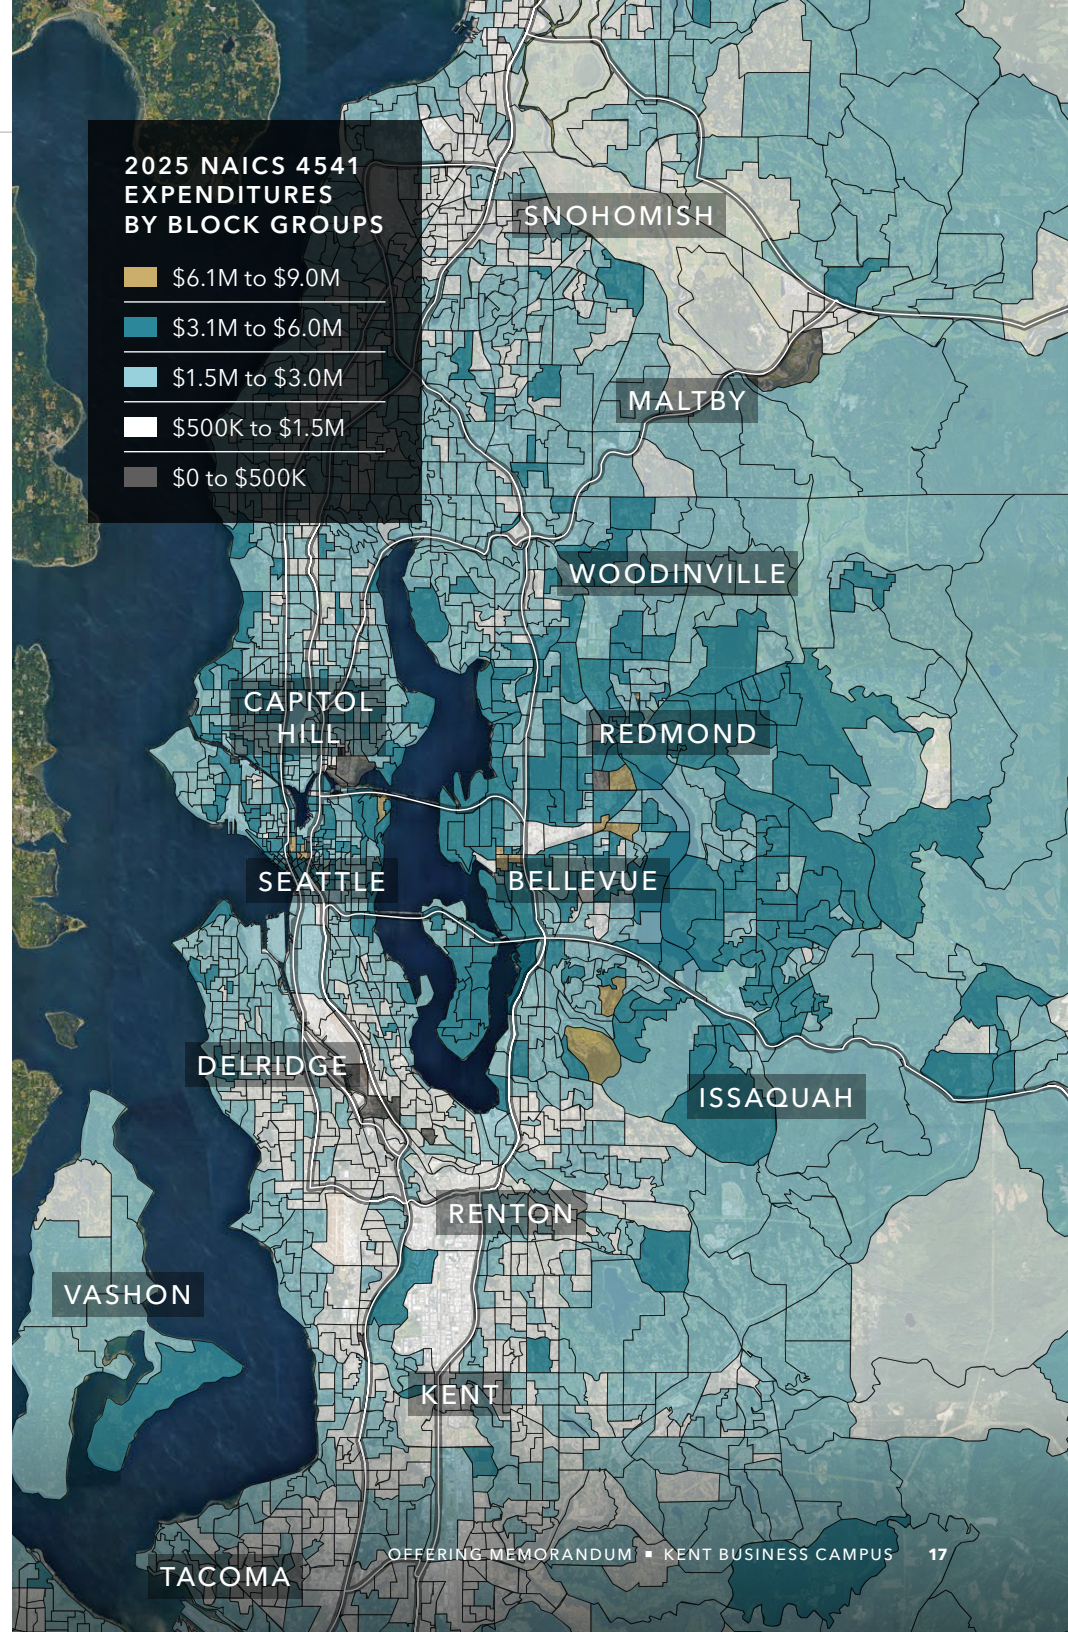 2025 NAICS 4541
EXPENDITURES
BY BLOCK GROUPS
$6.1M to $9.0M
$3.1M to $6.0M
$1.5M to $3.0M
$500K to $1.5M
$0 to $500K
SNOHOMISH
MALTBY
WOODINVILLE
CAPITOL
HILL
REDMOND
SEATTLE
BELLEVUE
DELRIDGE
ISSAQUAH
RENTON
VASHON
KENT
OFFERING MEMORANDUM ▪ KENT BUSINESS CAMPUS 17
TACOMA